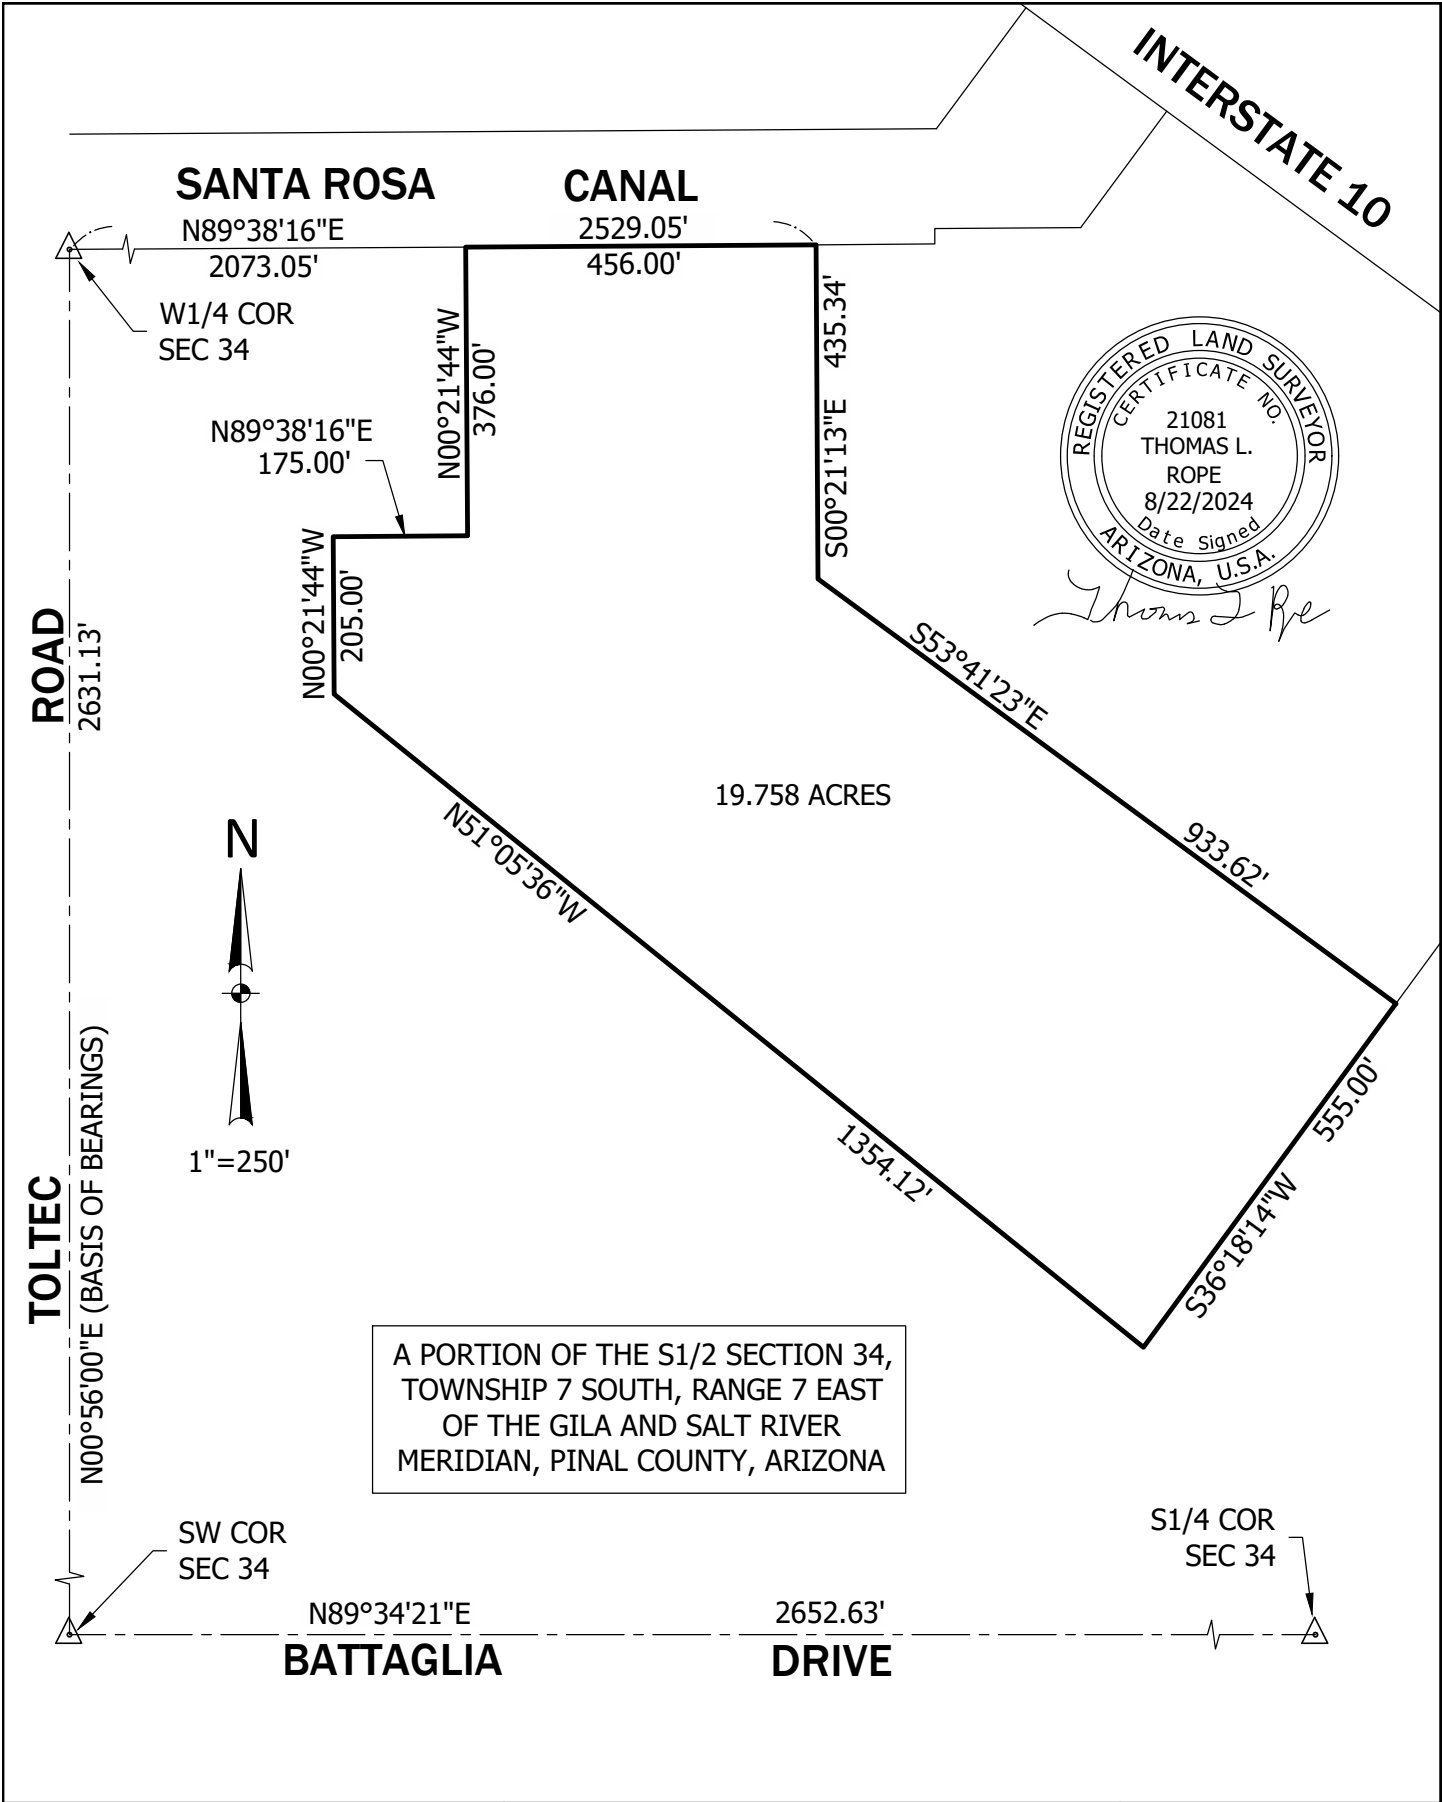 INTERSTATE 10
SANTA ROSA CANAL
N89°38'16"E
2529.05'
2073.05'
456.00'
W1/4 COR
SEC 34
N00°21'44"W
376.00'
S00°21'13"E 435.34'
N89°38'16"E
175.00'
REGISTERED LAND SURVEYOR
CERTIFICATE NO.
21081
THOMAS L.
ROPE
8/22/2024
Date Signed
ARIZONA, U.S.A.
N00°21'44"W
205.00'
TOLTEC ROAD
2631.13'
N00°56'00"E (BASIS OF BEARINGS)
S53°41'23"E
933.62'
19.758 ACRES
N51°05'36"W
1354.12'
N
1"=250'
555.00'
S36°18'14"W
A PORTION OF THE S1/2 SECTION 34,
TOWNSHIP 7 SOUTH, RANGE 7 EAST
OF THE GILA AND SALT RIVER
MERIDIAN, PINAL COUNTY, ARIZONA
SW COR
SEC 34
S1/4 COR
SEC 34
N89°34'21"E
2652.63'
BATTAGLIA DRIVE